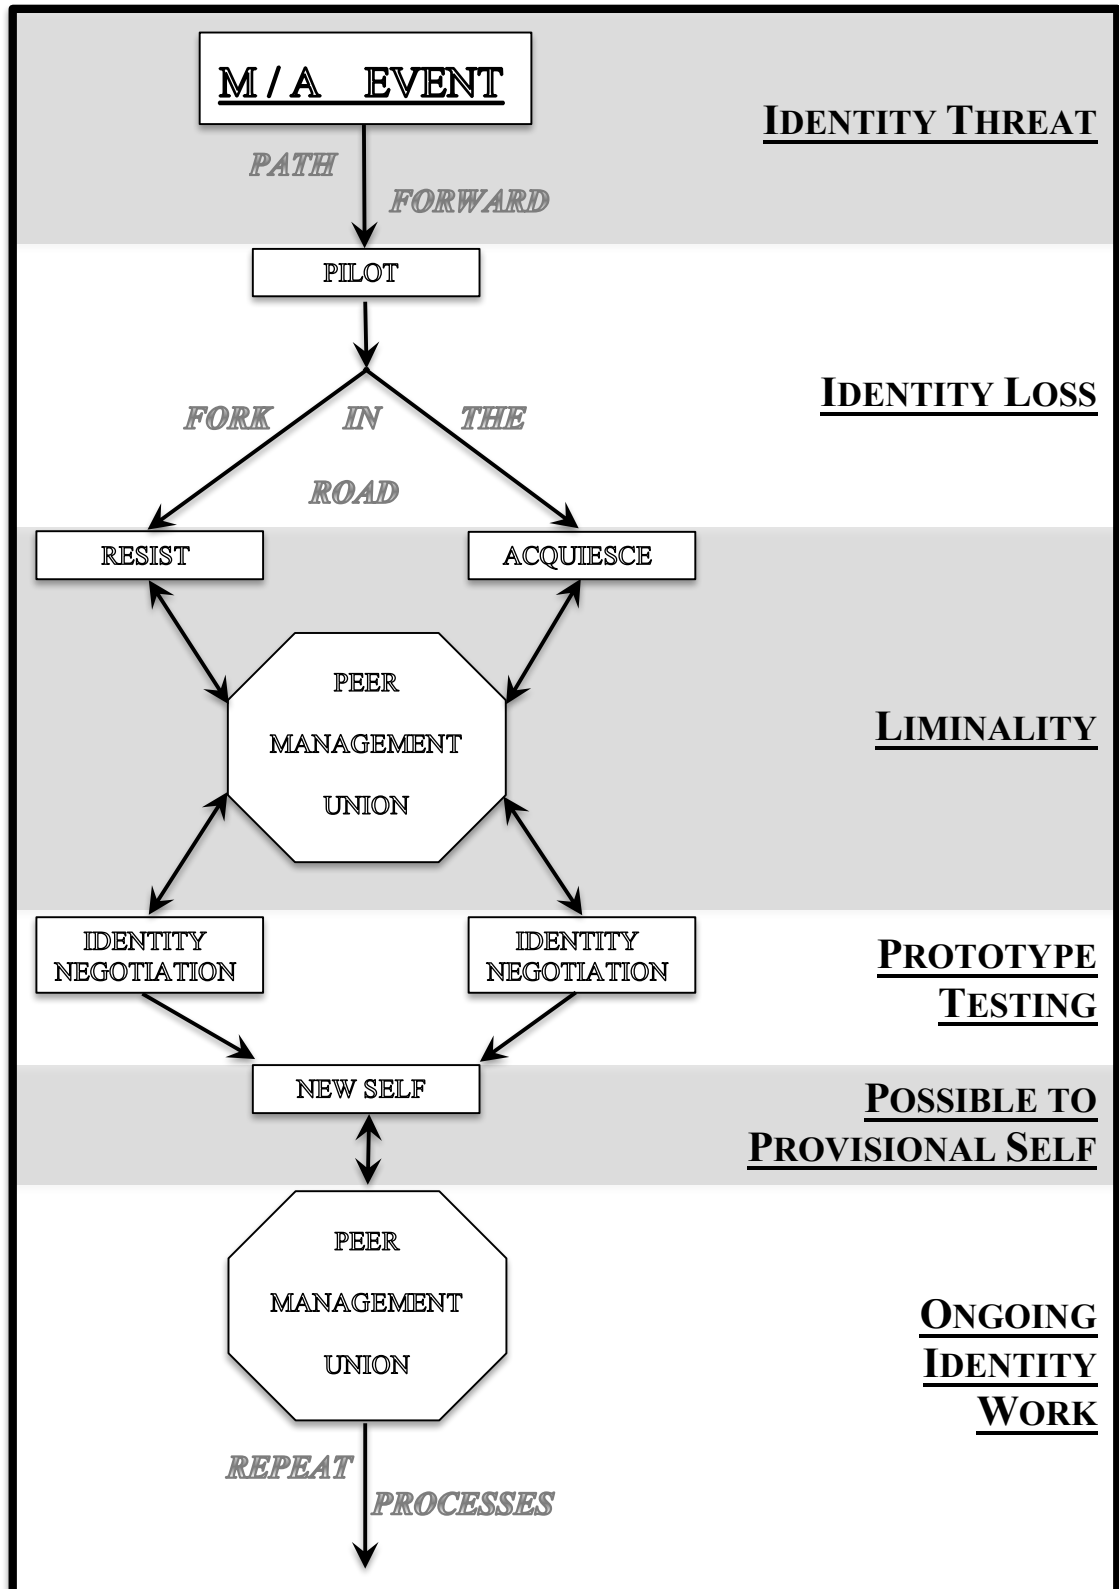 M / A EVENT
IDENTITY THREAT
PATH
FORWARD
PILOT
IDENTITY LOSS
FORK IN THE
ROAD
RESIST
ACQUIESCE
PEER
MANAGEMENT
UNION
LIMINALITY
IDENTITY
NEGOTIATION
IDENTITY
NEGOTIATION
PROTOTYPE
TESTING
NEW SELF
POSSIBLE TO
PROVISIONAL SELF
PEER
MANAGEMENT
UNION
ONGOING
IDENTITY
WORK
REPEAT
PROCESSES